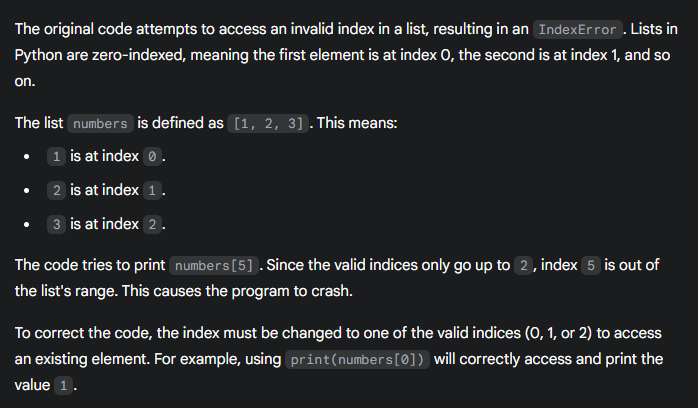 The original code attempts to access an invalid index in a list, resulting in an IndexError. Lists in
Python are zero-indexed, meaning the first element is at index 0, the second is at index 1, and so
on.
The list numbers is defined as [1, 2, 3]. This means:
• 1 is at index 0.
• 2 is at index 1.
• 3 is at index 2.
The code tries to print numbers[5]. Since the valid indices only go up to 2, index 5 is out of
the list's range. This causes the program to crash.
To correct the code, the index must be changed to one of the valid indices (0, 1, or 2) to access
an existing element. For example, using print(numbers[0]) will correctly access and print the
value 1.